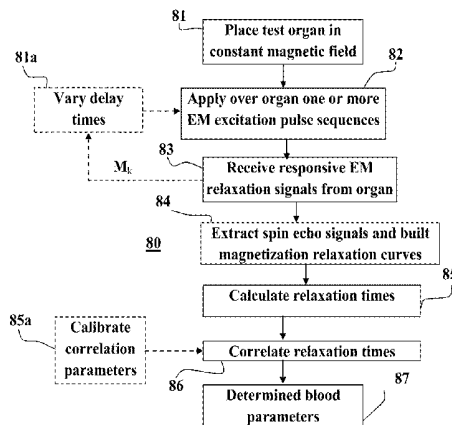 81
Place test organ in
constant magnetic field
81a
82
Vary delay
times
Apply over organ one or more
EM excitation pulse sequences
83
M_k
Receive responsive EM
relaxation signals from organ
84
80
Extract spin echo signals and built
magnetization relaxation curves
85
Calculate relaxation times
85a
Calibrate
correlation
parameters
Correlate relaxation times
86
87
Determined blood
parameters